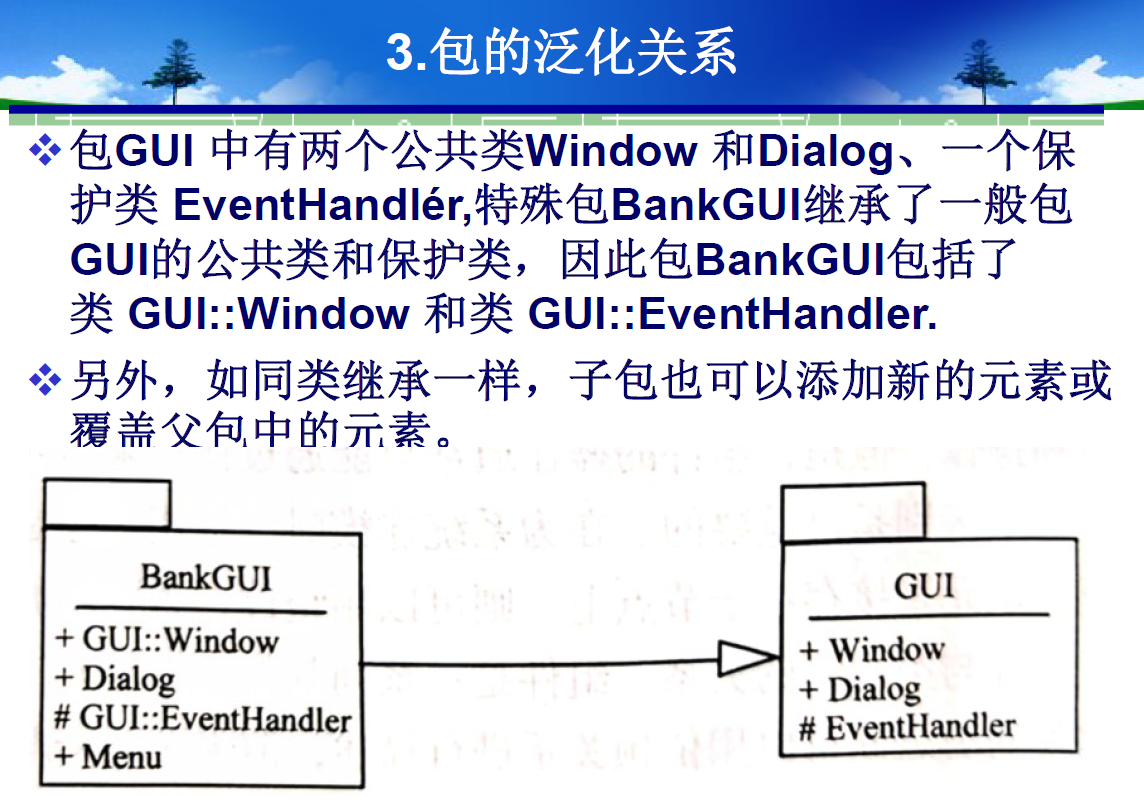 3.包的泛化关系
包GUI 中有两个公共类Window 和Dialog、一个保
护类 EventHandlér,特殊包BankGUI继承了一般包
GUI的公共类和保护类，因此包BankGUI包括了
类 GUI::Window 和类 GUI::EventHandler.
另外，如同类继承一样，子包也可以添加新的元素或
覆盖父包中的元素。
BankGUI
+ GUI::Window
+ Dialog
# GUI::EventHandler
+ Menu
GUI
+ Window
+ Dialog
# EventHandler